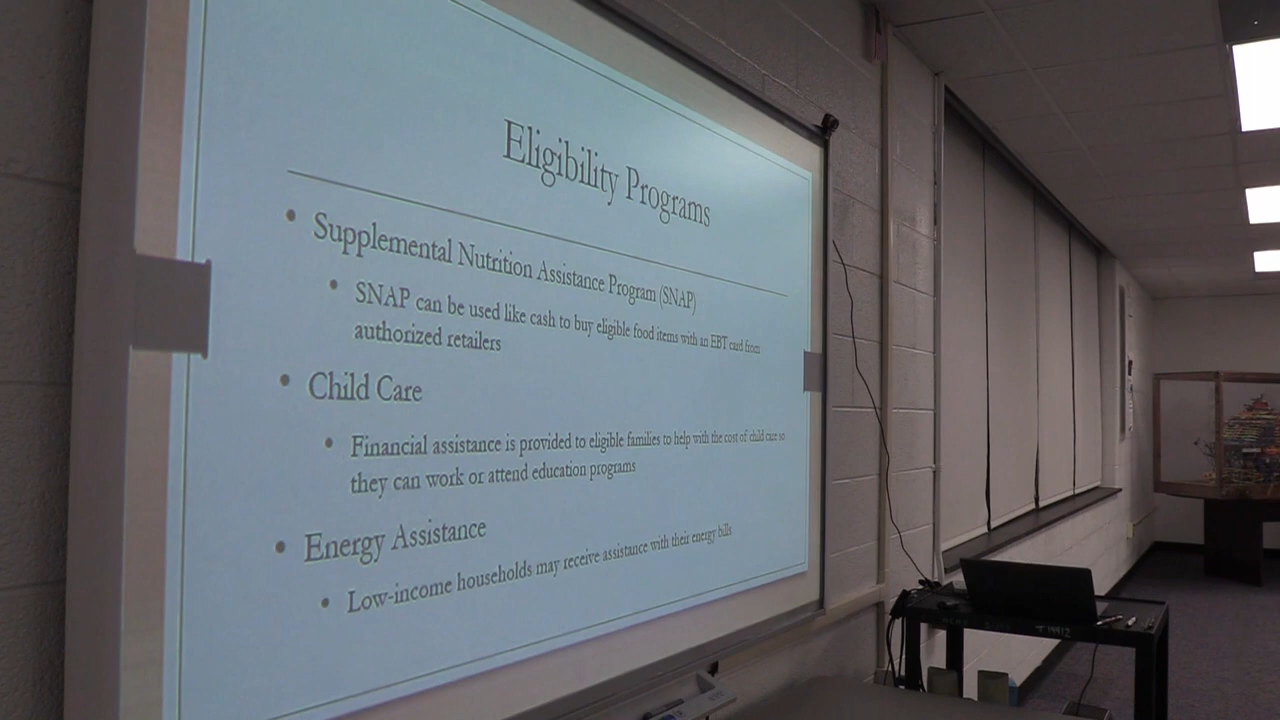 Eligibility Programs
• Supplemental Nutrition Assistance Program (SNAP)
• SNAP can be used like cash to buy eligible food items with an EBT card from
authorized retailers
• Child Care
• Financial assistance is provided to eligible families to help with the cost of child care so
they can work or attend education programs
• Energy Assistance
• Low-income households may receive assistance with their energy bills